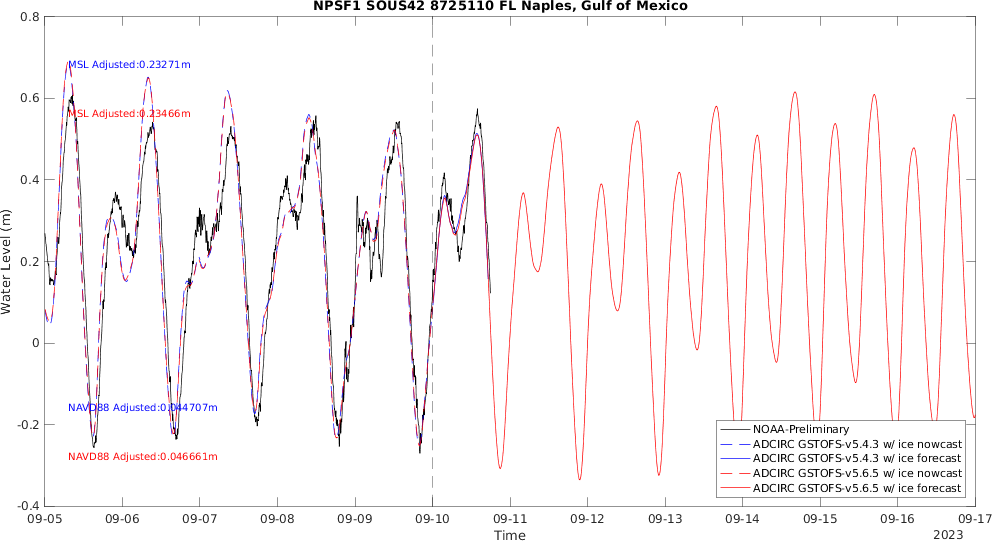 NPSF1 SOUS42 8725110 FL Naples, Gulf of Mexico
0.8
0.6
0.4
0.2
0
-0.2
-0.4
Water Level (m)
MSL Adjusted:0.23271m
MSL Adjusted:0.23466m
NAVD88 Adjusted:0.044707m
NAVD88 Adjusted:0.046661m
NOAA-Preliminary
ADCIRC GSTOFS-v5.4.3 w/ ice nowcast
ADCIRC GSTOFS-v5.4.3 w/ ice forecast
ADCIRC GSTOFS-v5.6.5 w/ ice nowcast
ADCIRC GSTOFS-v5.6.5 w/ ice forecast
09-05 09-06 09-07 09-08 09-09 09-10 09-11 09-12 09-13 09-14 09-15 09-16 09-17
Time
2023